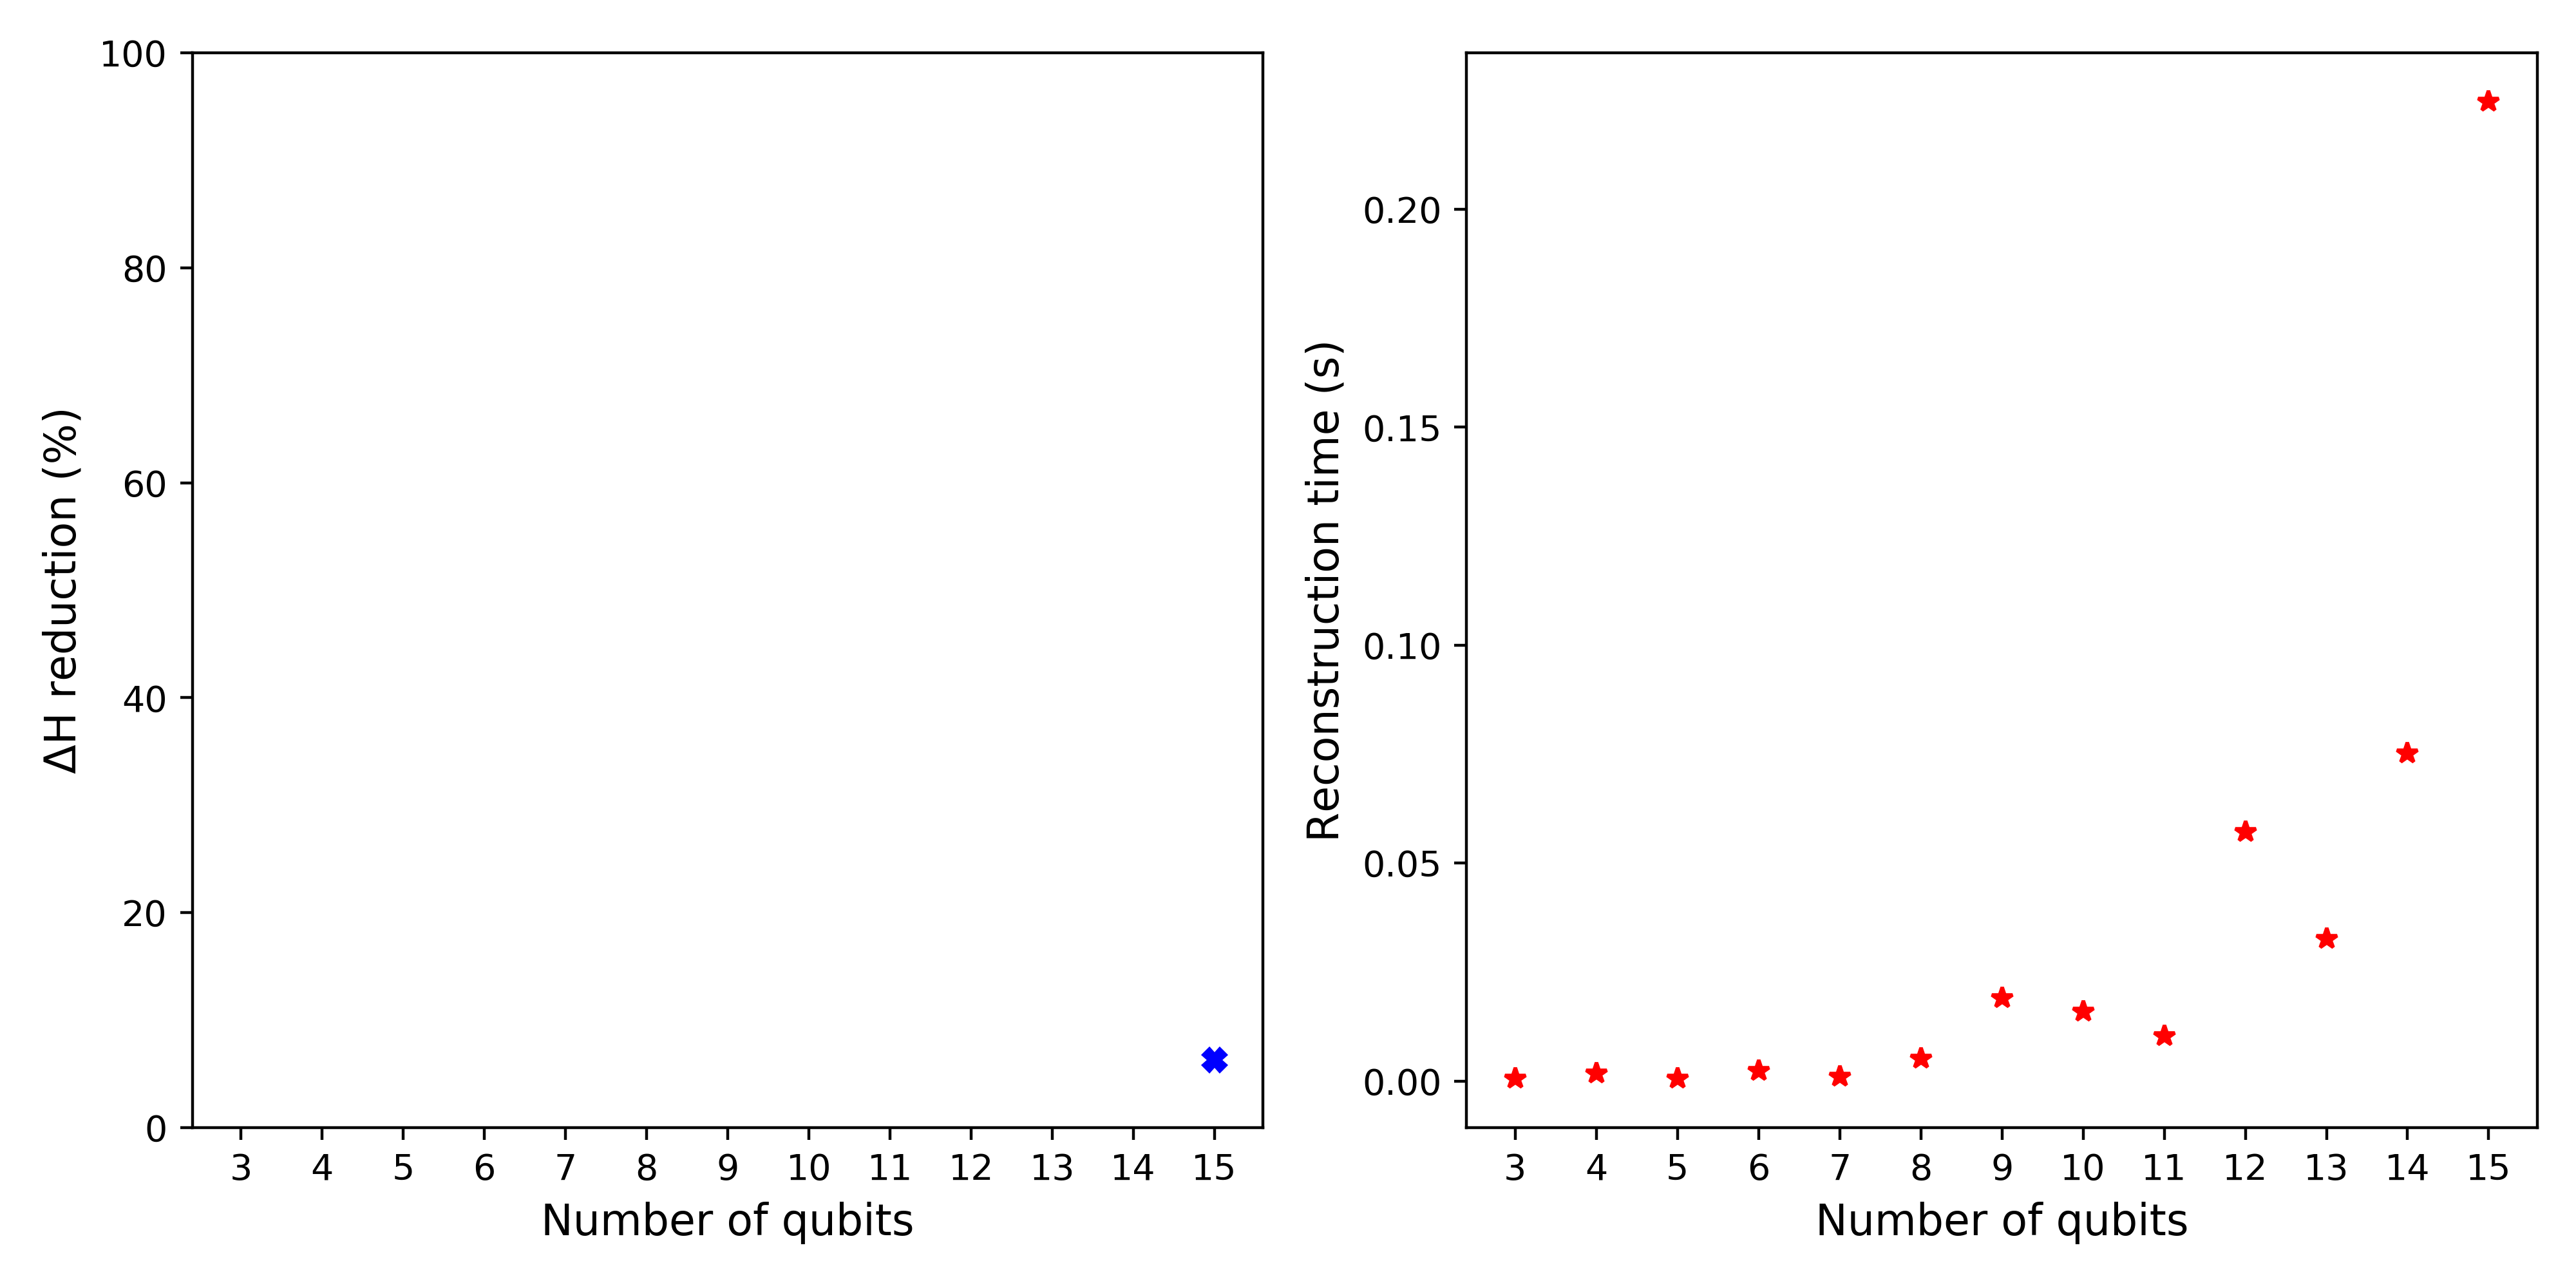 ΔH reduction (%)
100
80
60
40
20
0
3 4 5 6 7 8 9 10 11 12 13 14 15
Number of qubits
Reconstruction time (s)
0.20
0.15
0.10
0.05
0.00
3 4 5 6 7 8 9 10 11 12 13 14 15
Number of qubits